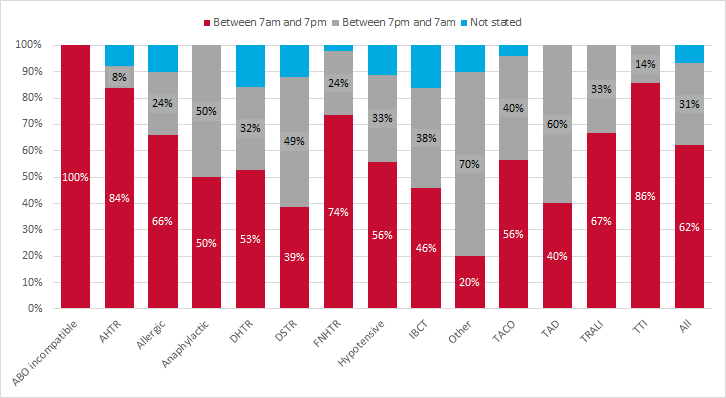 Between 7am and 7pm Between 7pm and 7am Not stated
100%
90%
80%
70%
60%
50%
40%
30%
20%
10%
0%
100%
84%
8%
66%
24%
50%
50%
53%
32%
39%
49%
74%
24%
56%
33%
46%
38%
20%
70%
56%
40%
40%
60%
67%
33%
86%
14%
62%
31%
ABO incompatible
AHTR
Allergic
Anaphylactic
DHTR
DSTR
FNHTR
Hypotensive
IBCT
Other
TACO
TAD
TRALI
TTI
All